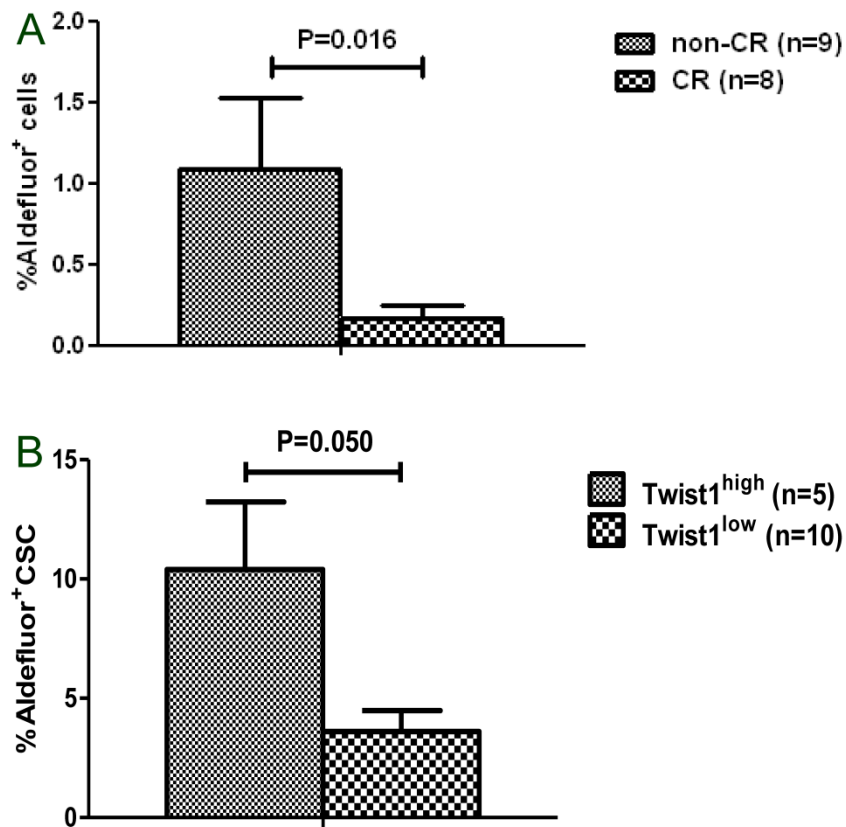 A
2.0
P=0.016
non-CR (n=9)
CR (n=8)
1.5
1.0
0.5
0.0
%Aldefluor+ cells
B
15
P=0.050
Twist1high (n=5)
Twist1low (n=10)
10
5
0
%Aldefluor+CSC